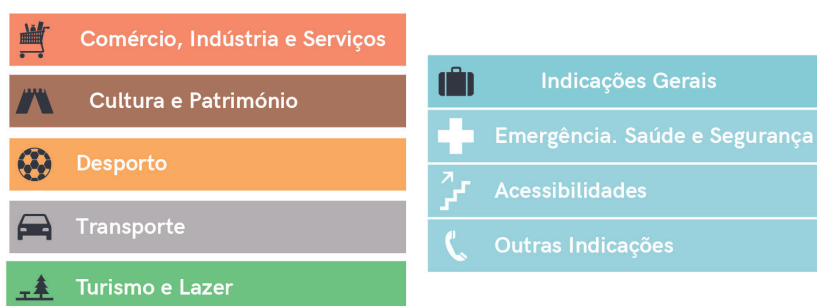 Comércio, Indústria e Serviços
Cultura e Património
Desporto
Transporte
Turismo e Lazer
Indicações Gerais
Emergência. Saúde e Segurança
Acessibilidades
Outras Indicações